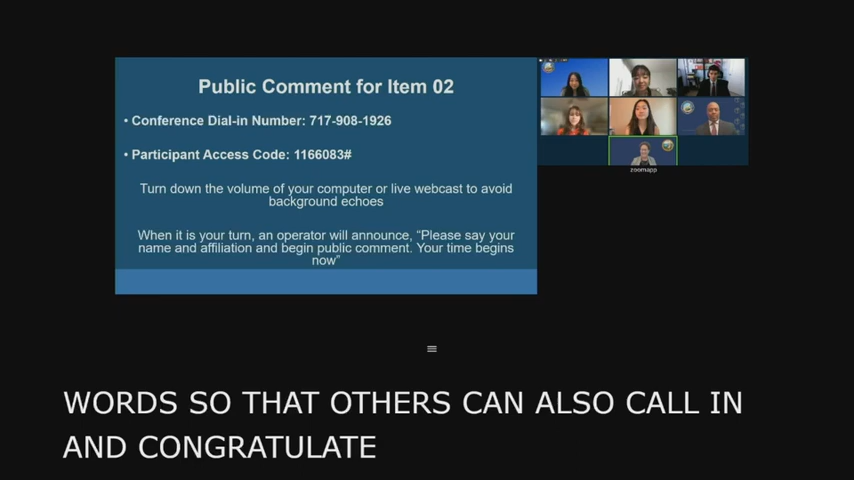 Public Comment for Item 02
• Conference Dial-in Number: 717-908-1926
• Participant Access Code: 1166083#
Turn down the volume of your computer or live webcast to avoid
background echoes
When it is your turn, an operator will announce, “Please say your
name and affiliation and begin public comment. Your time begins
now”
zoomapp
WORDS SO THAT OTHERS CAN ALSO CALL IN
AND CONGRATULATE